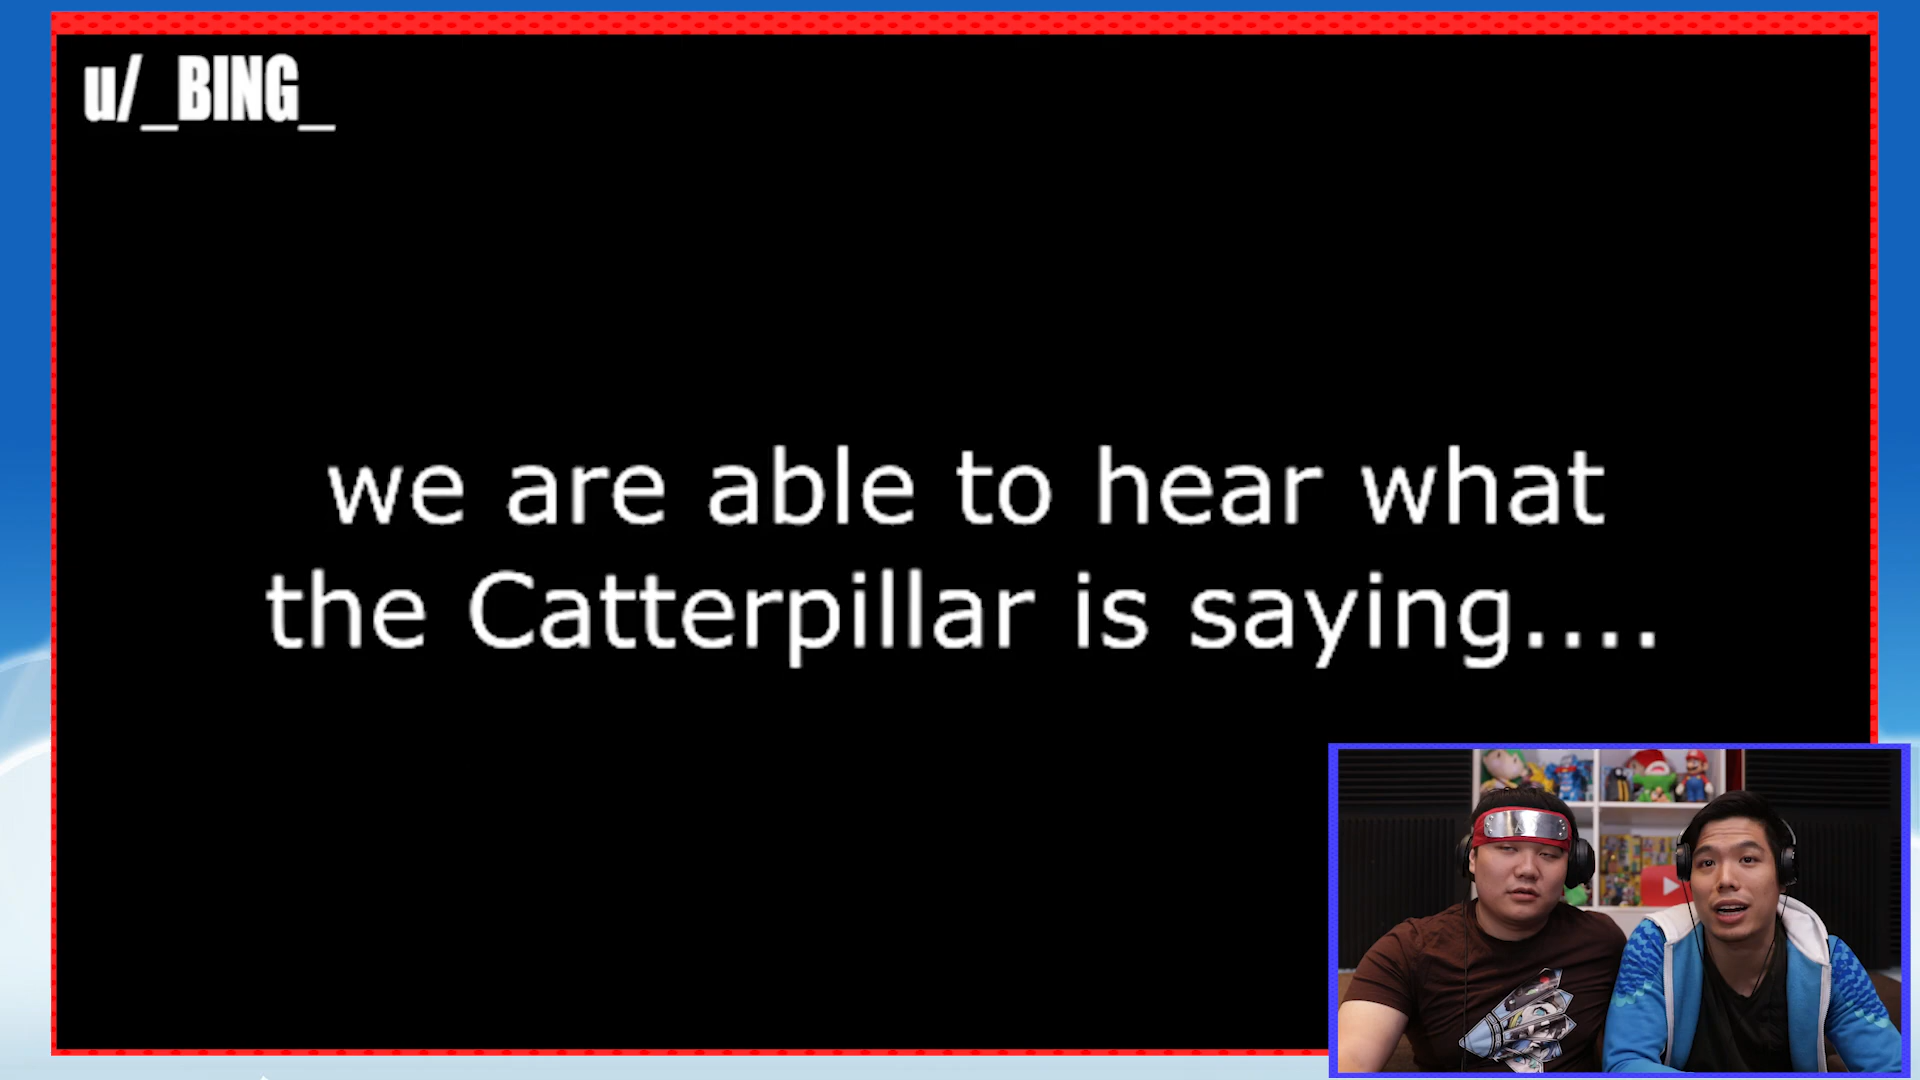 u/_BING_
we are able to hear what
the Catterpillar is saying....